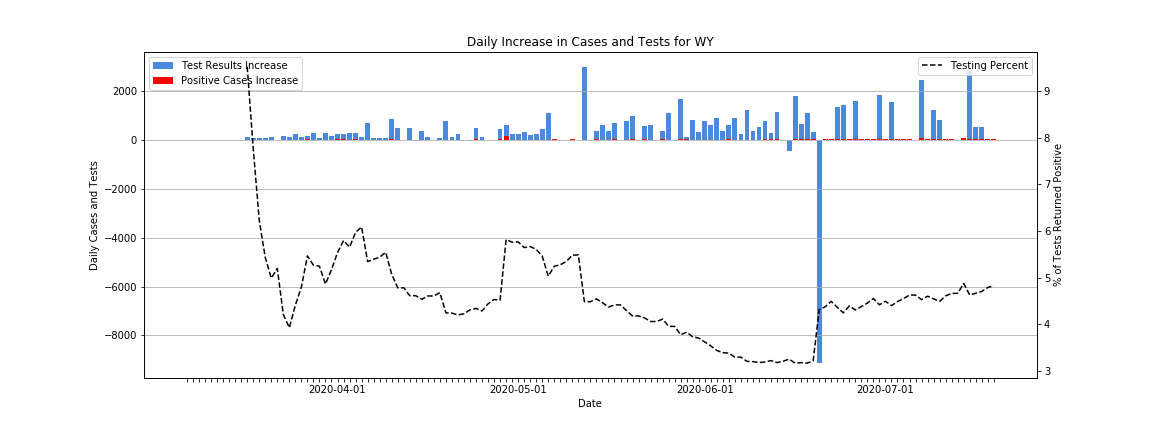 Daily Increase in Cases and Tests for WY
Test Results Increase
Positive Cases Increase
Testing Percent
2000
0
−2000
−4000
−6000
−8000
Daily Cases and Tests
9
8
7
6
5
4
3
% of Tests Returned Positive
2020-04-01
2020-05-01
2020-06-01
2020-07-01
Date